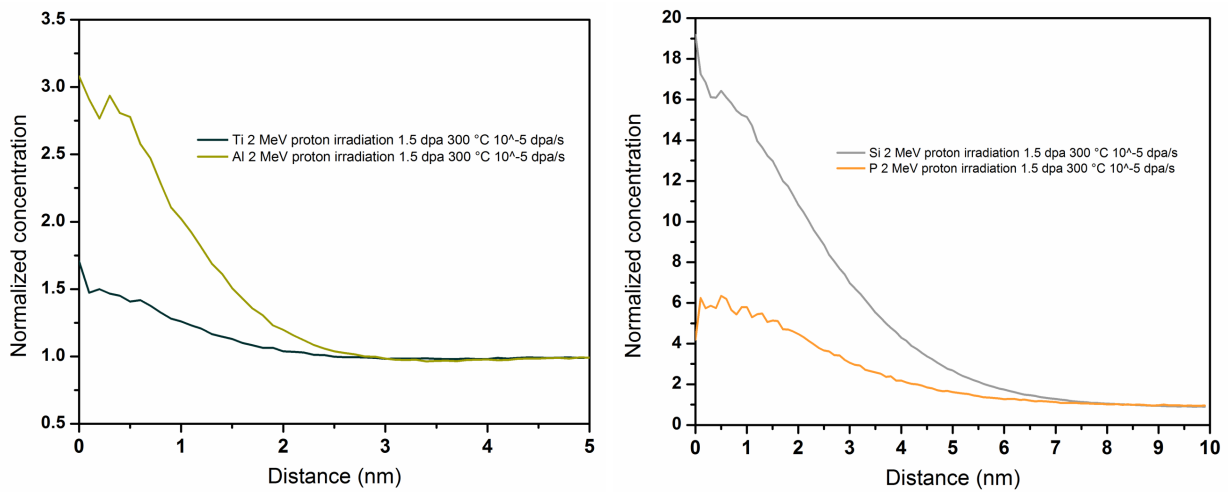 3.5
3.0
2.5
2.0
1.5
1.0
0.5
Normalized concentration
Ti 2 MeV proton irradiation 1.5 dpa 300 °C 10^-5 dpa/s
Al 2 MeV proton irradiation 1.5 dpa 300 °C 10^-5 dpa/s
0 1 2 3 4 5
Distance (nm)
20
18
16
14
12
10
8
6
4
2
0
Normalized concentration
Si 2 MeV proton irradiation 1.5 dpa 300 °C 10^-5 dpa/s
P 2 MeV proton irradiation 1.5 dpa 300 °C 10^-5 dpa/s
0 1 2 3 4 5 6 7 8 9 10
Distance (nm)